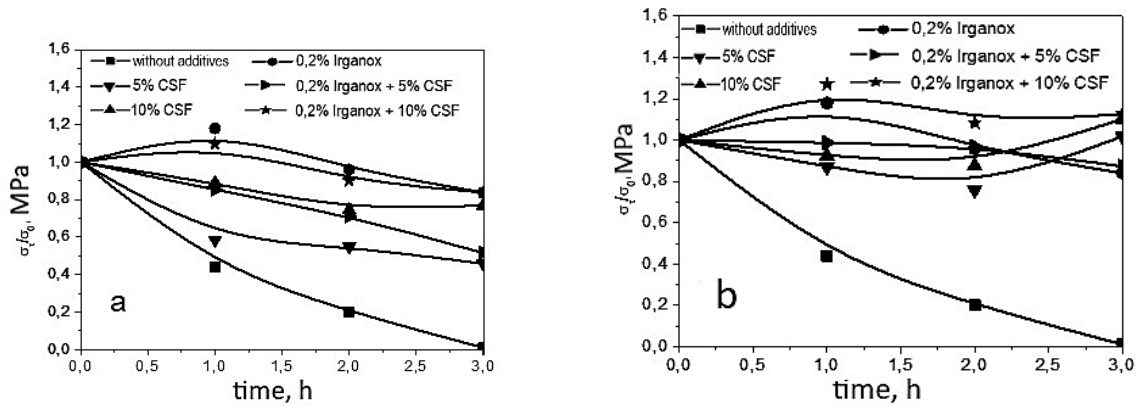 1,6
without additives 0,2% Irganox
1,4
5% CSF 0,2% Irganox + 5% CSF
10% CSF 0,2% Irganox + 10% CSF
1,2
1,0
0,8
0,6
0,4
0,2
0,0
σt/σ0, MPa
a
0,0 0,5 1,0 1,5 2,0 2,5 3,0
time, h
b
1,6
without additives 0,2% Irganox
1,4
5% CSF 0,2% Irganox + 5% CSF
10% CSF 0,2% Irganox + 10% CSF
1,2
1,0
0,8
0,6
0,4
0,2
0,0
σt/σ0, MPa
b
0,0 0,5 1,0 1,5 2,0 2,5 3,0
time, h